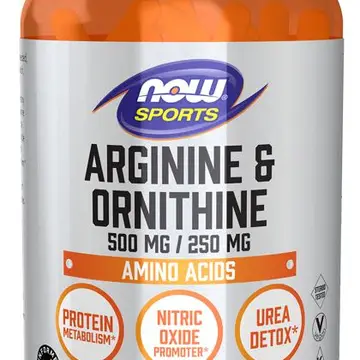 NOW
SPORTS
ARGININE &
ORNITHINE
500 MG / 250 MG
AMINO ACIDS
PROTEIN
METABOLISM*
NITRIC
OXIDE
PROMOTER*
UREA
DETOX*